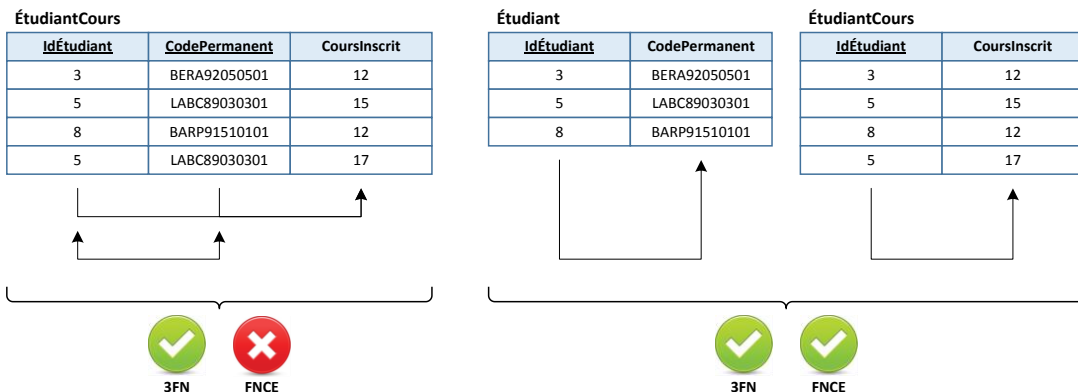 ÉtudiantCours
IdÉtudiant CodePermanent CoursInscrit
3 BERA92050501 12
5 LABC89030301 15
8 BARP91510101 12
5 LABC89030301 17
3FN FNCE
Étudiant
IdÉtudiant CodePermanent
3 BERA92050501
5 LABC89030301
8 BARP91510101
ÉtudiantCours
IdÉtudiant CoursInscrit
3 12
5 15
8 12
5 17
3FN FNCE